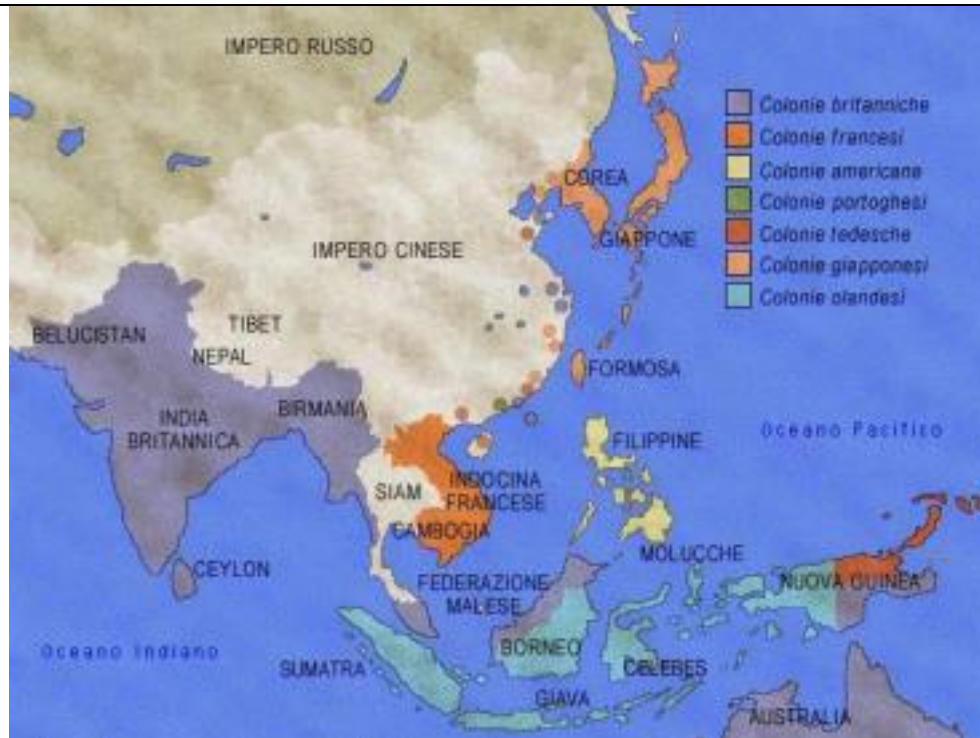 IMPERO RUSSO
Colonie britanniche
Colonie francesi
Colonie americane
Colonie portoghesi
Colonie tedesche
Colonie giapponesi
Colonie olandesi
COREA
GIAPPONE
IMPERO CINESE
BELUCISTAN
TIBET
NEPAL
FORMOSA
INDIA
BRITANNICA
BIRMANIA
Oceano Pacifico
FILIPPINE
SIAM
INDOCINA
FRANCESE
CAMBOGIA
MOLUCCHE
CEYLON
FEDERAZIONE
MALESE
NUOVA GUINEA
Oceano Indiano
BORNEO
SUMATRA
CELEBES
GIAVA
AUSTRALIA